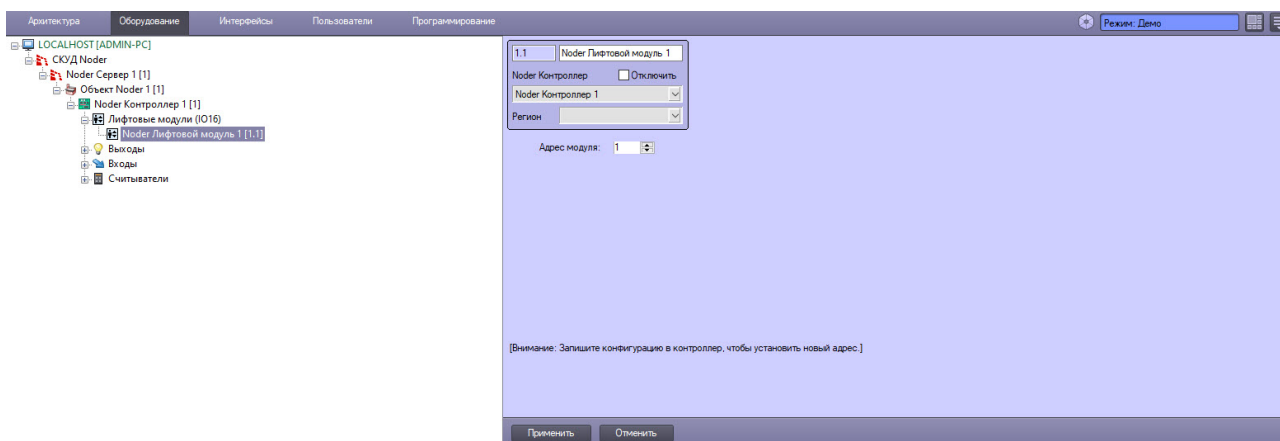 Архитектура Оборудование Интерфейсы Пользователи Программирование Режим: Демо
LOCALHOST [ADMIN-PC]
СКУД Noder
Noder Сервер 1 [1]
Объект Noder 1 [1]
Noder Контроллер 1 [1]
Лифтовые модули (IO16)
Noder Лифтовой модуль 1 [1.1]
Выходы
Входы
Считыватели
1.1 Noder Лифтовой модуль 1
Noder Контроллер Отключить
Noder Контроллер 1
Регион
Адрес модуля: 1
[Внимание: Запишите конфигурацию в контроллер, чтобы установить новый адрес.]
Применить Отменить